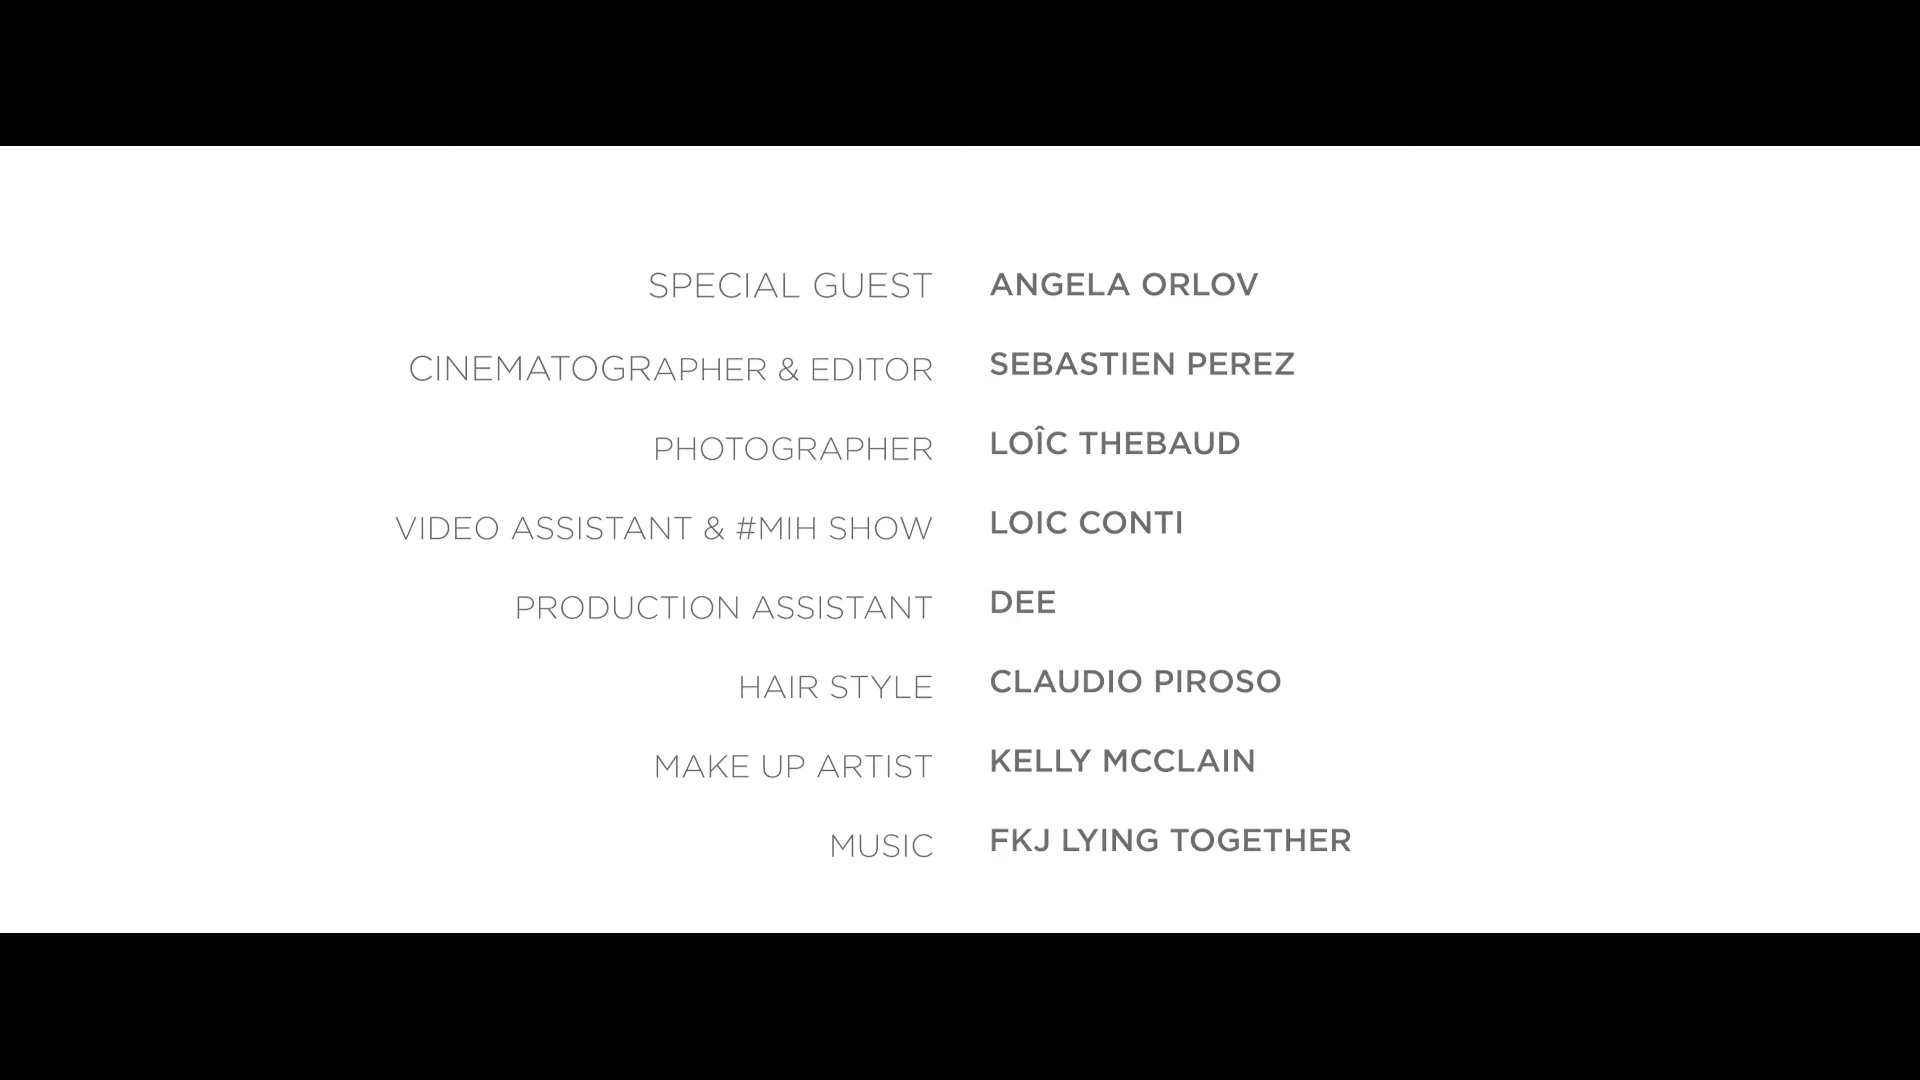 SPECIAL GUEST ANGELA ORLOV
CINEMATOGRAPHER & EDITOR SEBASTIEN PEREZ
PHOTOGRAPHER LOÎC THEBAUD
VIDEO ASSISTANT & #MIH SHOW LOIC CONTI
PRODUCTION ASSISTANT DEE
HAIR STYLE CLAUDIO PIROSO
MAKE UP ARTIST KELLY MCCLAIN
MUSIC FKJ LYING TOGETHER